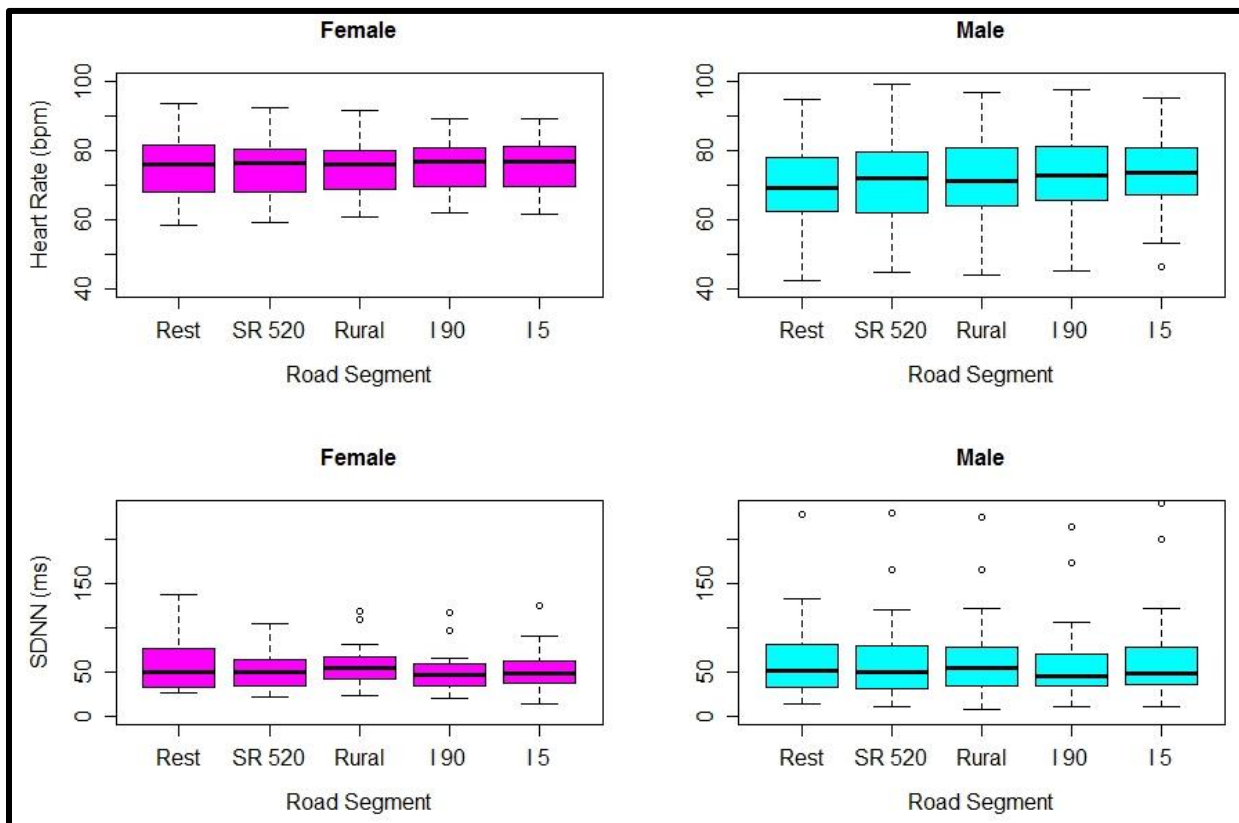 Female
Heart Rate (bpm)
100
80
60
40
Rest SR 520 Rural I 90 I 5
Road Segment
Male
100
80
60
40
Rest SR 520 Rural I 90 I 5
Road Segment
Female
SDNN (ms)
150
50
0
Rest SR 520 Rural I 90 I 5
Road Segment
Male
150
50
0
Rest SR 520 Rural I 90 I 5
Road Segment